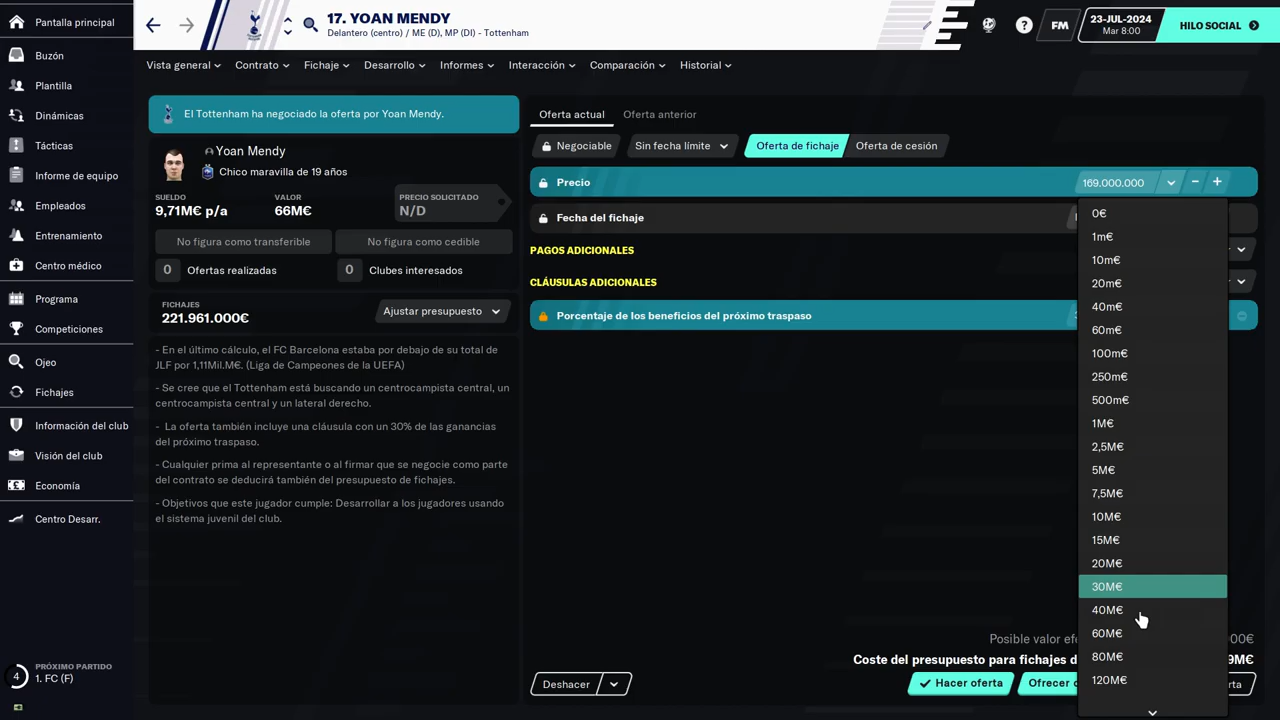 Pantalla principal
Buzón
Plantilla
Dinámicas
Tácticas
Informe de equipo
Empleados
Entrenamiento
Centro médico
Programa
Competiciones
Ojeo
Fichajes
Información del club
Visión del club
Economía
Centro Desarr.
4
PRÓXIMO PARTIDO
1. FC (F)
17. YOAN MENDY
Delantero (centro) / ME (D), MP (DI) - Tottenham
?
FM
23-JUL-2024
Mar 8:00
HILO SOCIAL
Vista general
Contrato
Fichaje
Desarrollo
Informes
Interacción
Comparación
Historial
El Tottenham ha negociado la oferta por Yoan Mendy.
Yoan Mendy
Chico maravilla de 19 años
SUELDO
9,71M€ p/a
VALOR
66M€
PRECIO SOLICITADO
N/D
No figura como transferible
No figura como cedible
0 Ofertas realizadas
0 Clubes interesados
FICHAJES
221.961.000€
Ajustar presupuesto
- En el último cálculo, el FC Barcelona estaba por debajo de su total de
JLF por 1,11Mil.M€. (Liga de Campeones de la UEFA)
- Se cree que el Tottenham está buscando un centrocampista central, un
centrocampista central y un lateral derecho.
- La oferta también incluye una cláusula con un 30% de las ganancias
del próximo traspaso.
- Cualquier prima al representante o al firmar que se negocie como parte
del contrato se deducirá también del presupuesto de fichajes.
- Objetivos que este jugador cumple: Desarrollar a los jugadores usando
el sistema juvenil del club.
Oferta actual
Oferta anterior
Negociable
Sin fecha límite
Oferta de fichaje
Oferta de cesión
Precio
169.000.000
Fecha del fichaje
PAGOS ADICIONALES
CLÁUSULAS ADICIONALES
Porcentaje de los beneficios del próximo traspaso
0€
1m€
10m€
20m€
40m€
60m€
100m€
250m€
500m€
1M€
2,5M€
5M€
7,5M€
10M€
15M€
20M€
30M€
40M€
60M€
80M€
120M€
Posible valor
Coste del presupuesto para fichajes
Deshacer
Hacer oferta
Ofrecer